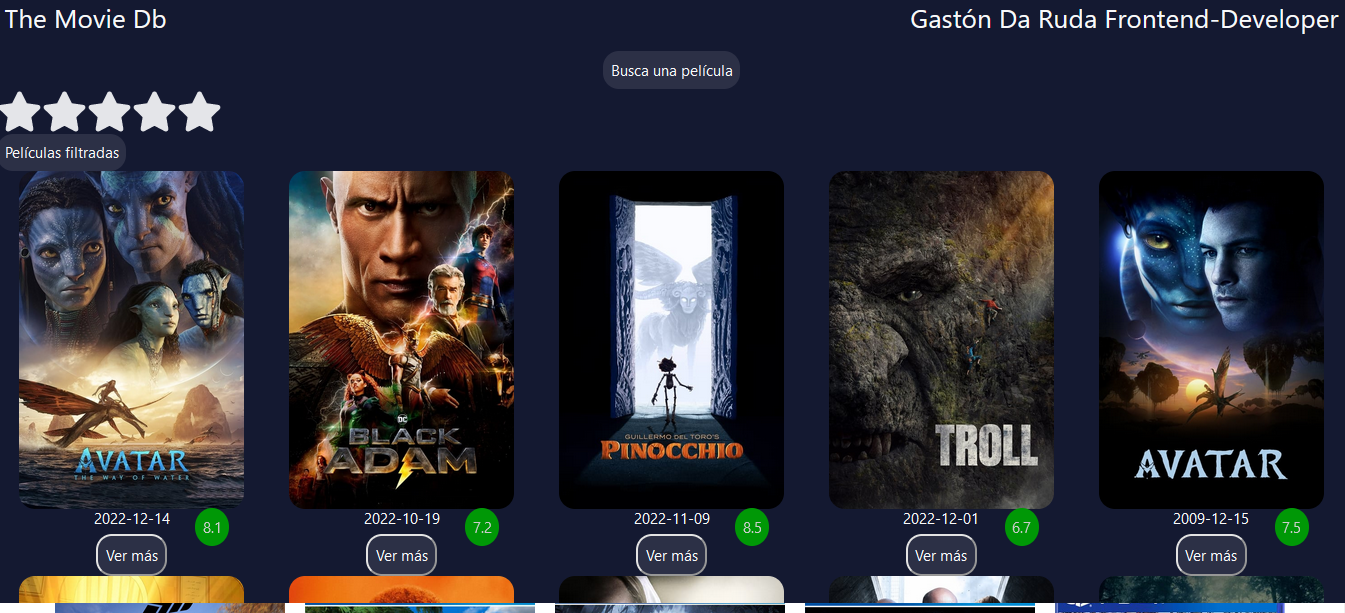 The Movie Db
Gastón Da Ruda Frontend-Developer
Busca una película
Películas filtradas
AVATAR
THE WAY OF WATER
DC
BLACK
ADAM
GUILLERMO DEL TORO'S
PINOCCHIO
TROLL
AVATAR
2022-12-14
8.1
2022-10-19
7.2
2022-11-09
8.5
2022-12-01
6.7
2009-12-15
7.5
Ver más
Ver más
Ver más
Ver más
Ver más